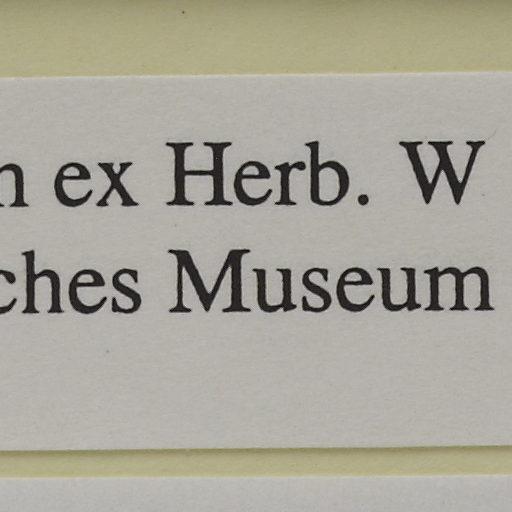 n ex Herb. W
ches Museum